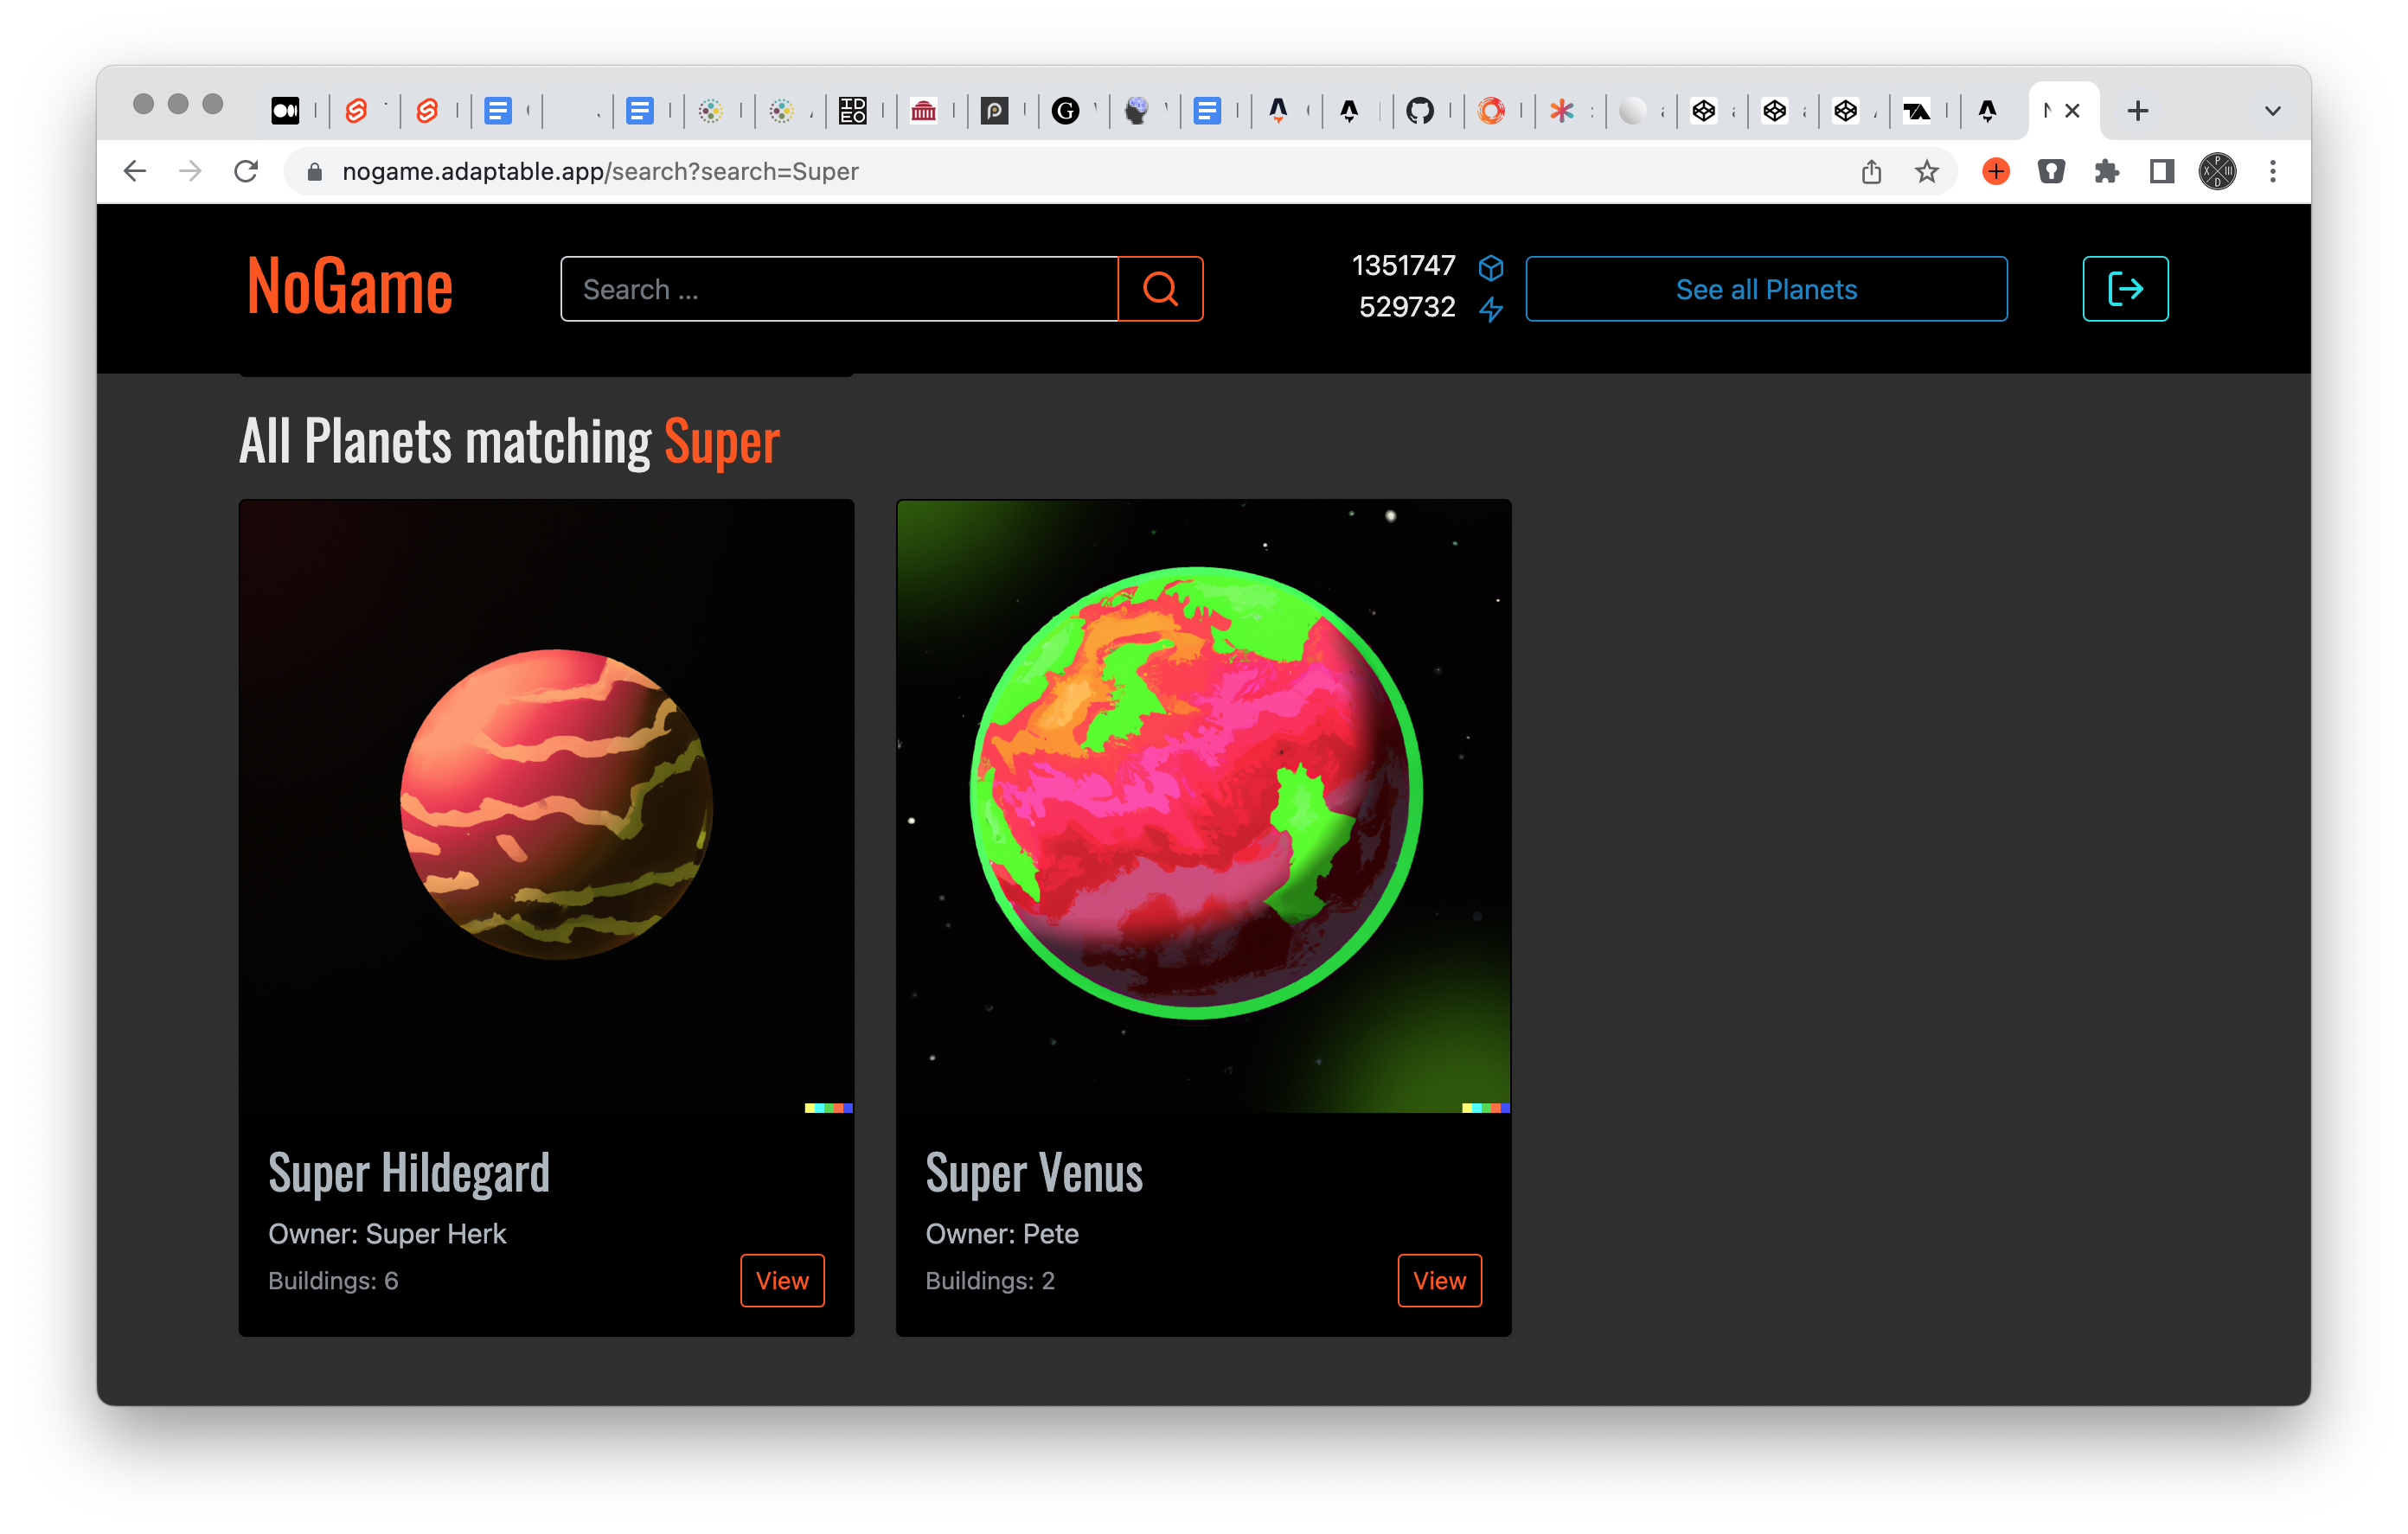 nogame.adaptable.app/search?search=Super
NoGame
Search ...
1351747
529732
See all Planets
All Planets matching Super
Super Hildegard
Owner: Super Herk
Buildings: 6
View
Super Venus
Owner: Pete
Buildings: 2
View